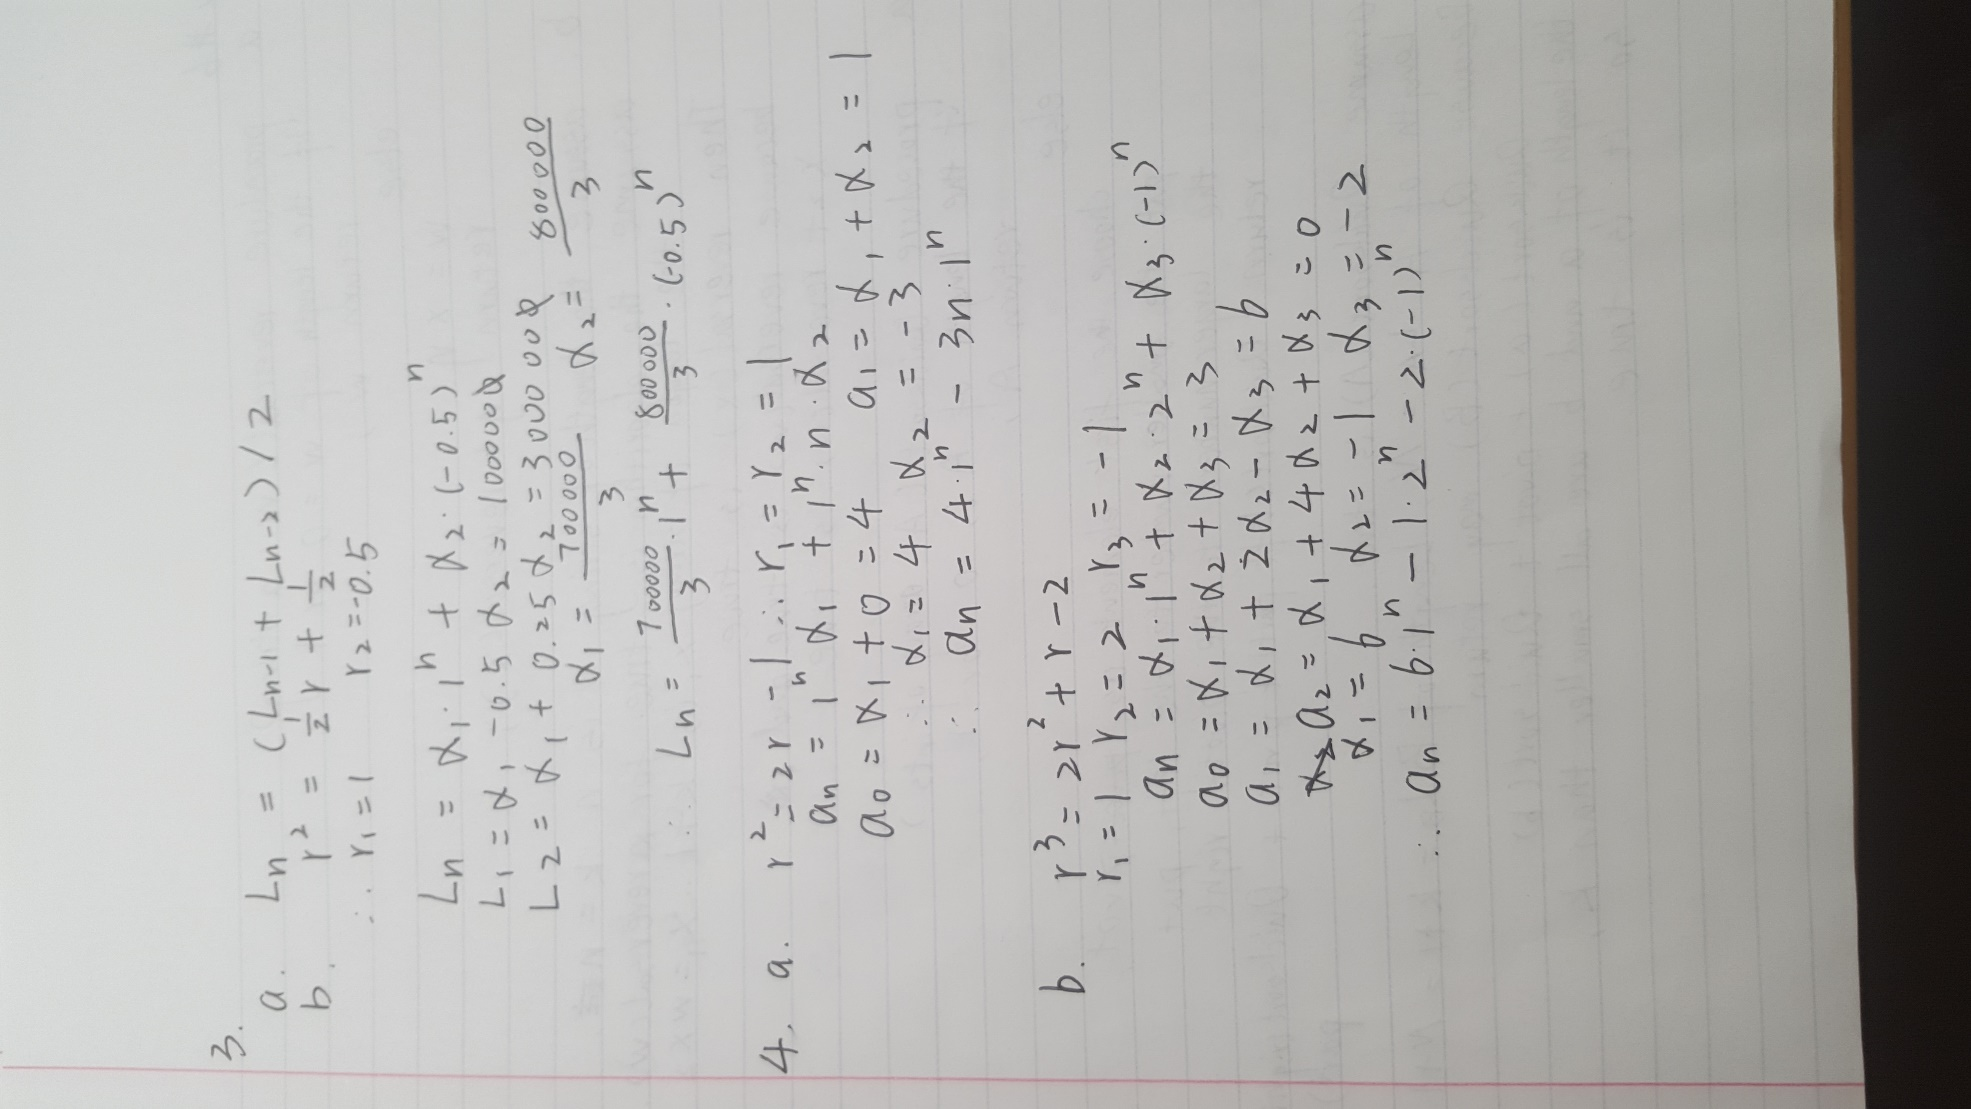 3.
a. Ln = (Ln-1 + Ln-2) / 2
b. r² = 1/2 r + 1/2
∴ r₁ = 1 r₂ = -0.5
Ln = α₁·1ⁿ + α₂·(-0.5)ⁿ
L₁ = α₁ - 0.5α₂ = 100000
L₂ = α₁ + 0.25α₂ = 300000
α₁ = 700000/3 α₂ = 800000/3
∴ Ln = 700000/3 · 1ⁿ + 800000/3 · (-0.5)ⁿ
4. a. r² = 2r - 1 ∴ r₁ = r₂ = 1
an = 1ⁿ α₁ + 1ⁿ·n·α₂
a₀ = α₁ + 0 = 4 a₁ = α₁ + α₂ = 1
∴ α₁ = 4 α₂ = -3
∴ an = 4·1ⁿ - 3n·1ⁿ
b. r³ = 2r² + r - 2
r₁ = 1 r₂ = 2 r₃ = -1
an = α₁·1ⁿ + α₂·2ⁿ + α₃·(-1)ⁿ
a₀ = α₁ + α₂ + α₃ = 3
a₁ = α₁ + 2α₂ - α₃ = 6
a₂ = α₁ + 4α₂ + α₃ = 0
α₁ = 6 α₂ = -1 α₃ = -2
∴ an = 6·1ⁿ - 1·2ⁿ - 2·(-1)ⁿ